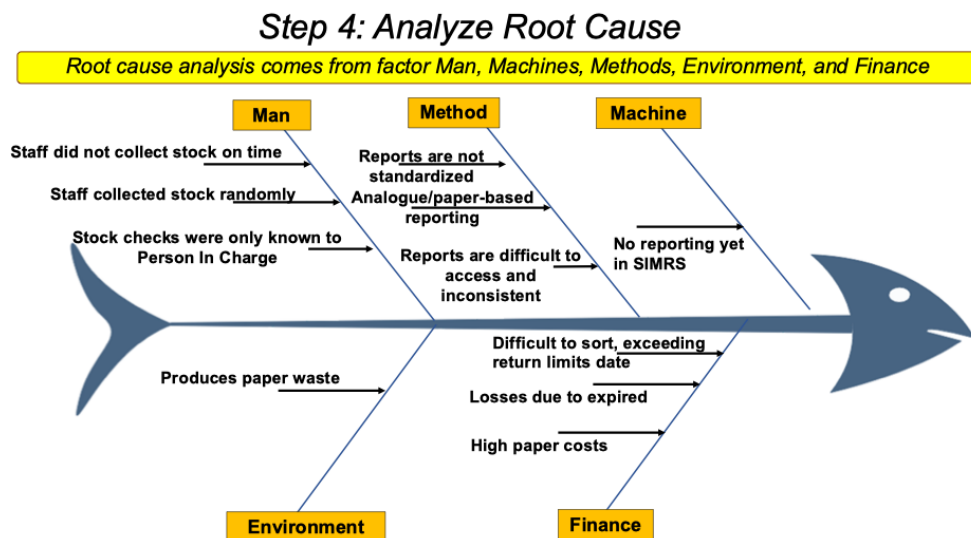 Step 4: Analyze Root Cause
Root cause analysis comes from factor Man, Machines, Methods, Environment, and Finance
Man
Method
Machine
Staff did not collect stock on time
Staff collected stock randomly
Stock checks were only known to
Person In Charge
Reports are not
standardized
Analogue/paper-based
reporting
Reports are difficult to
access and
inconsistent
No reporting yet
in SIMRS
Produces paper waste
Difficult to sort, exceeding
return limits date
Losses due to expired
High paper costs
Environment
Finance